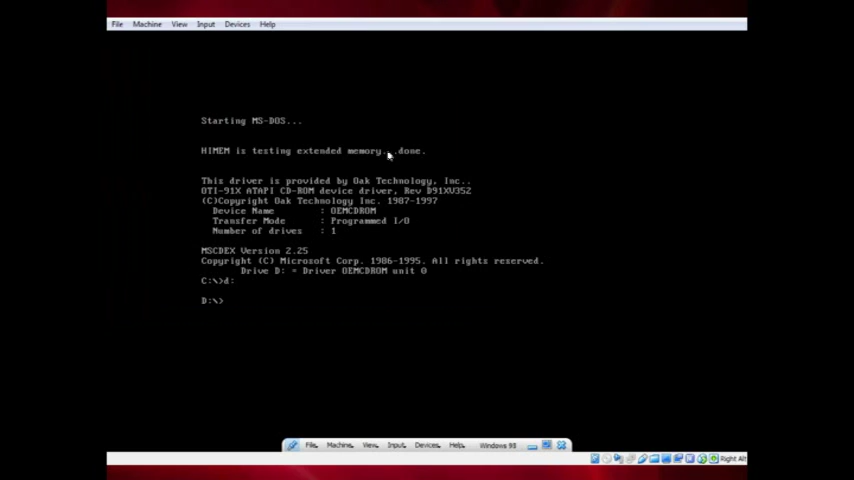 File Machine View Input Devices Help
Starting MS-DOS...
HIMEM is testing extended memory...done.
This driver is provided by Oak Technology, Inc..
OTI-91X ATAPI CD-ROM device driver, Rev D91XV352
(C)Copyright Oak Technology Inc. 1987-1997
Device Name : OEMCDROM
Transfer Mode : Programmed I/O
Number of drives : 1
MSCDEX Version 2.25
Copyright (C) Microsoft Corp. 1986-1995. All rights reserved.
Drive D: = Driver OEMCDROM unit 0
C:\>d:
D:\>
File Machine View Input Devices Help Windows 98
Right Alt